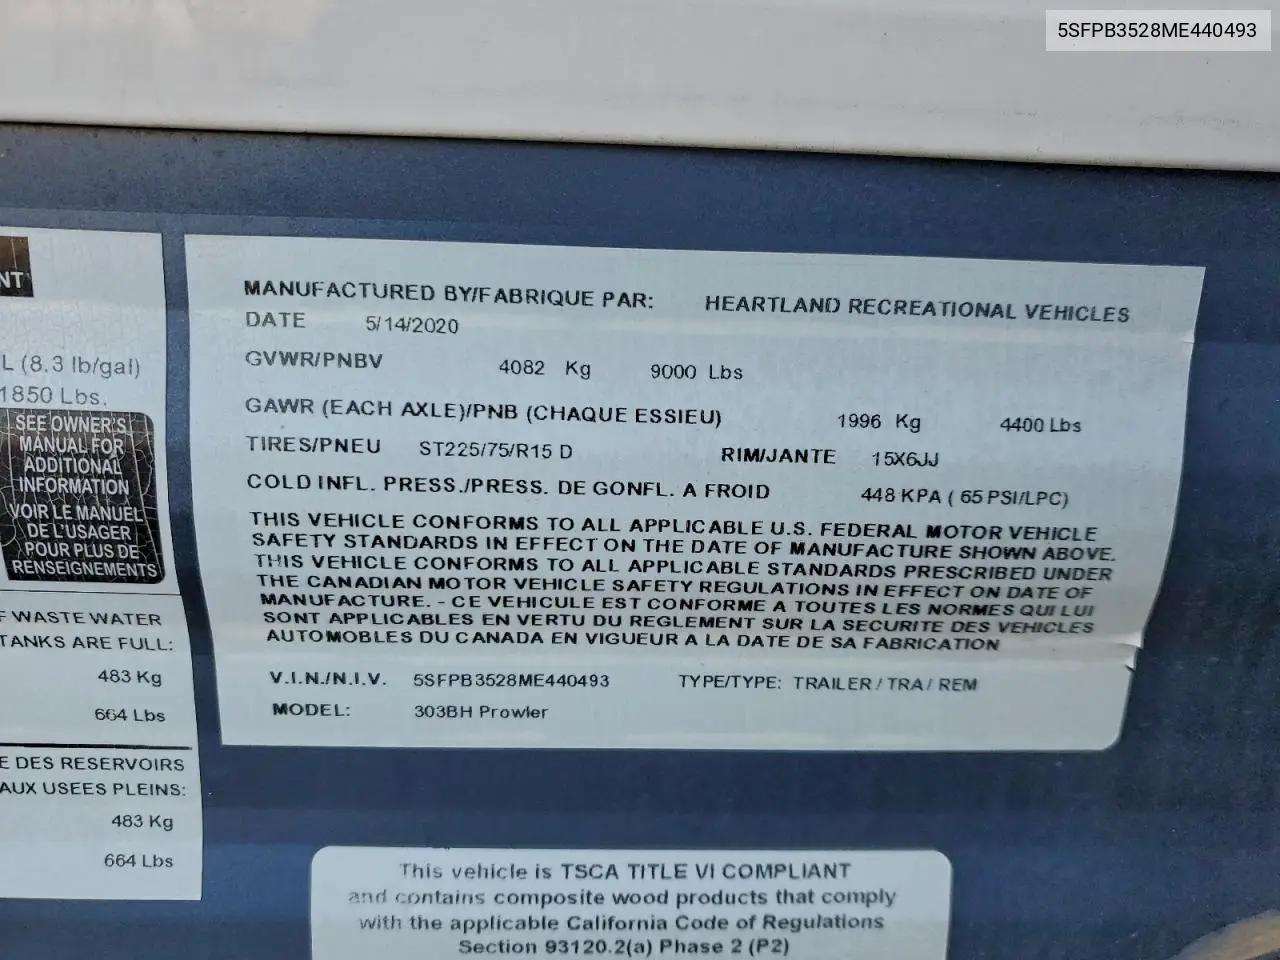 5SFPB3528ME440493
MANUFACTURED BY/FABRIQUE PAR: HEARTLAND RECREATIONAL VEHICLES
DATE 5/14/2020
GVWR/PNBV 4082 Kg 9000 Lbs
GAWR (EACH AXLE)/PNB (CHAQUE ESSIEU) 1996 Kg 4400 Lbs
TIRES/PNEU ST225/75/R15 D RIM/JANTE 15X6JJ
COLD INFL. PRESS./PRESS. DE GONFL. A FROID 448 KPA ( 65 PSI/LPC)
THIS VEHICLE CONFORMS TO ALL APPLICABLE U.S. FEDERAL MOTOR VEHICLE
SAFETY STANDARDS IN EFFECT ON THE DATE OF MANUFACTURE SHOWN ABOVE.
THIS VEHICLE CONFORMS TO ALL APPLICABLE STANDARDS PRESCRIBED UNDER
THE CANADIAN MOTOR VEHICLE SAFETY REGULATIONS IN EFFECT ON DATE OF
MANUFACTURE. - CE VEHICULE EST CONFORME A TOUTES LES NORMES QUI LUI
SONT APPLICABLES EN VERTU DU REGLEMENT SUR LA SECURITE DES VEHICLES
AUTOMOBLES DU CANADA EN VIGUEUR A LA DATE DE SA FABRICATION
V.I.N./N.I.V. 5SFPB3528ME440493 TYPE/TYPE: TRAILER / TRA / REM
MODEL: 303BH Prowler
NT
L (8.3 lb/gal)
1850 Lbs.
SEE OWNER'S
MANUAL FOR
ADDITIONAL
INFORMATION
VOIR LE MANUEL
DE L'USAGER
POUR PLUS DE
RENSEIGNEMENTS
F WASTE WATER
TANKS ARE FULL:
483 Kg
664 Lbs
E DES RESERVOIRS
AUX USEES PLEINS:
483 Kg
664 Lbs
This vehicle is TSCA TITLE VI COMPLIANT
and contains composite wood products that comply
with the applicable California Code of Regulations
Section 93120.2(a) Phase 2 (P2)